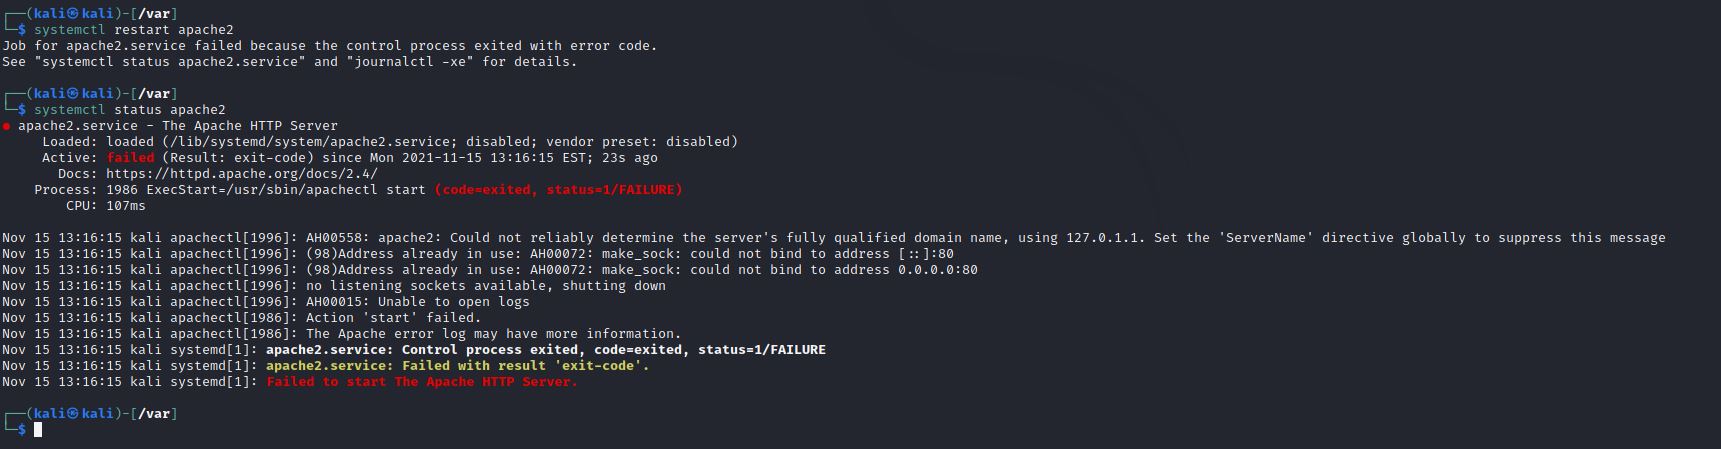 ┌──(kali㉿kali)-[/var]
└─$ systemctl restart apache2
Job for apache2.service failed because the control process exited with error code.
See "systemctl status apache2.service" and "journalctl -xe" for details.
┌──(kali㉿kali)-[/var]
└─$ systemctl status apache2
● apache2.service - The Apache HTTP Server
     Loaded: loaded (/lib/systemd/system/apache2.service; disabled; vendor preset: disabled)
     Active: failed (Result: exit-code) since Mon 2021-11-15 13:16:15 EST; 23s ago
       Docs: https://httpd.apache.org/docs/2.4/
    Process: 1986 ExecStart=/usr/sbin/apachectl start (code=exited, status=1/FAILURE)
        CPU: 107ms
Nov 15 13:16:15 kali apachectl[1996]: AH00558: apache2: Could not reliably determine the server's fully qualified domain name, using 127.0.1.1. Set the 'ServerName' directive globally to suppress this message
Nov 15 13:16:15 kali apachectl[1996]: (98)Address already in use: AH00072: make_sock: could not bind to address [::]:80
Nov 15 13:16:15 kali apachectl[1996]: (98)Address already in use: AH00072: make_sock: could not bind to address 0.0.0.0:80
Nov 15 13:16:15 kali apachectl[1996]: no listening sockets available, shutting down
Nov 15 13:16:15 kali apachectl[1996]: AH00015: Unable to open logs
Nov 15 13:16:15 kali apachectl[1986]: Action 'start' failed.
Nov 15 13:16:15 kali apachectl[1986]: The Apache error log may have more information.
Nov 15 13:16:15 kali systemd[1]: apache2.service: Control process exited, code=exited, status=1/FAILURE
Nov 15 13:16:15 kali systemd[1]: apache2.service: Failed with result 'exit-code'.
Nov 15 13:16:15 kali systemd[1]: Failed to start The Apache HTTP Server.
┌──(kali㉿kali)-[/var]
└─$